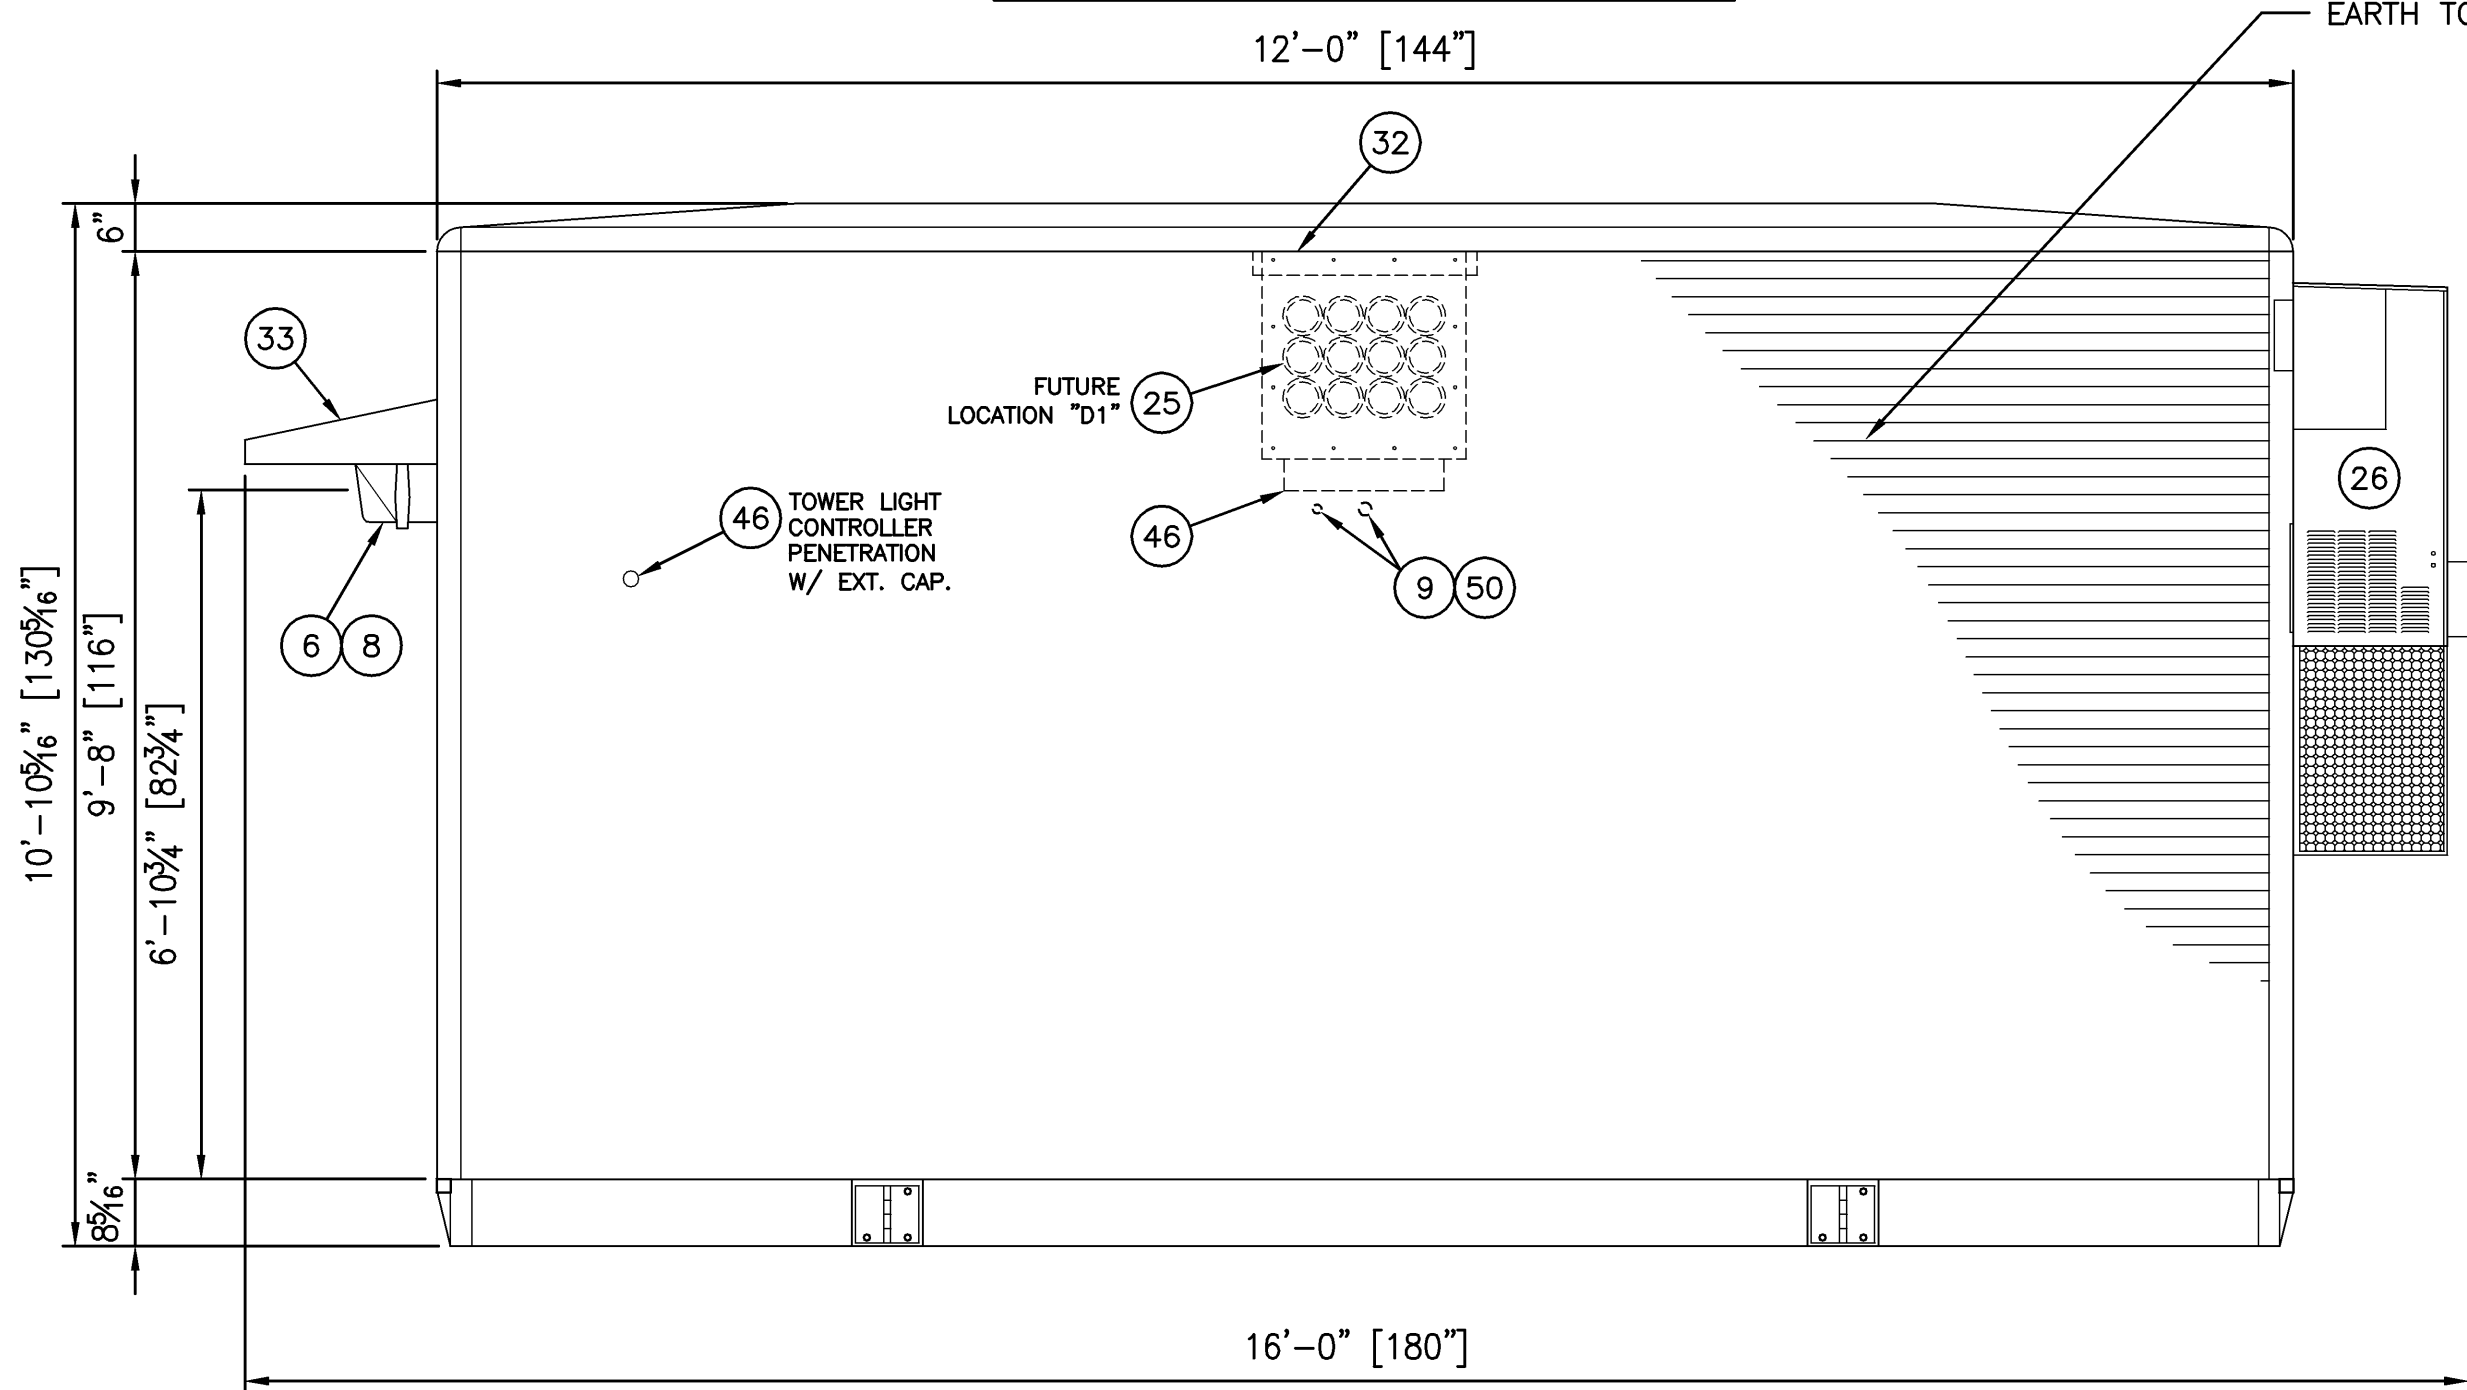 EARTH TO
12'-0" [144"]
32
6"
33
FUTURE
LOCATION "D1"
25
26
46
TOWER LIGHT
CONTROLLER
PENETRATION
W/ EXT. CAP.
46
9
50
6
8
10'-10 5/16" [130 5/16"]
9'-8" [116"]
6'-10 3/4" [82 3/4"]
8 5/16"
16'-0" [180"]